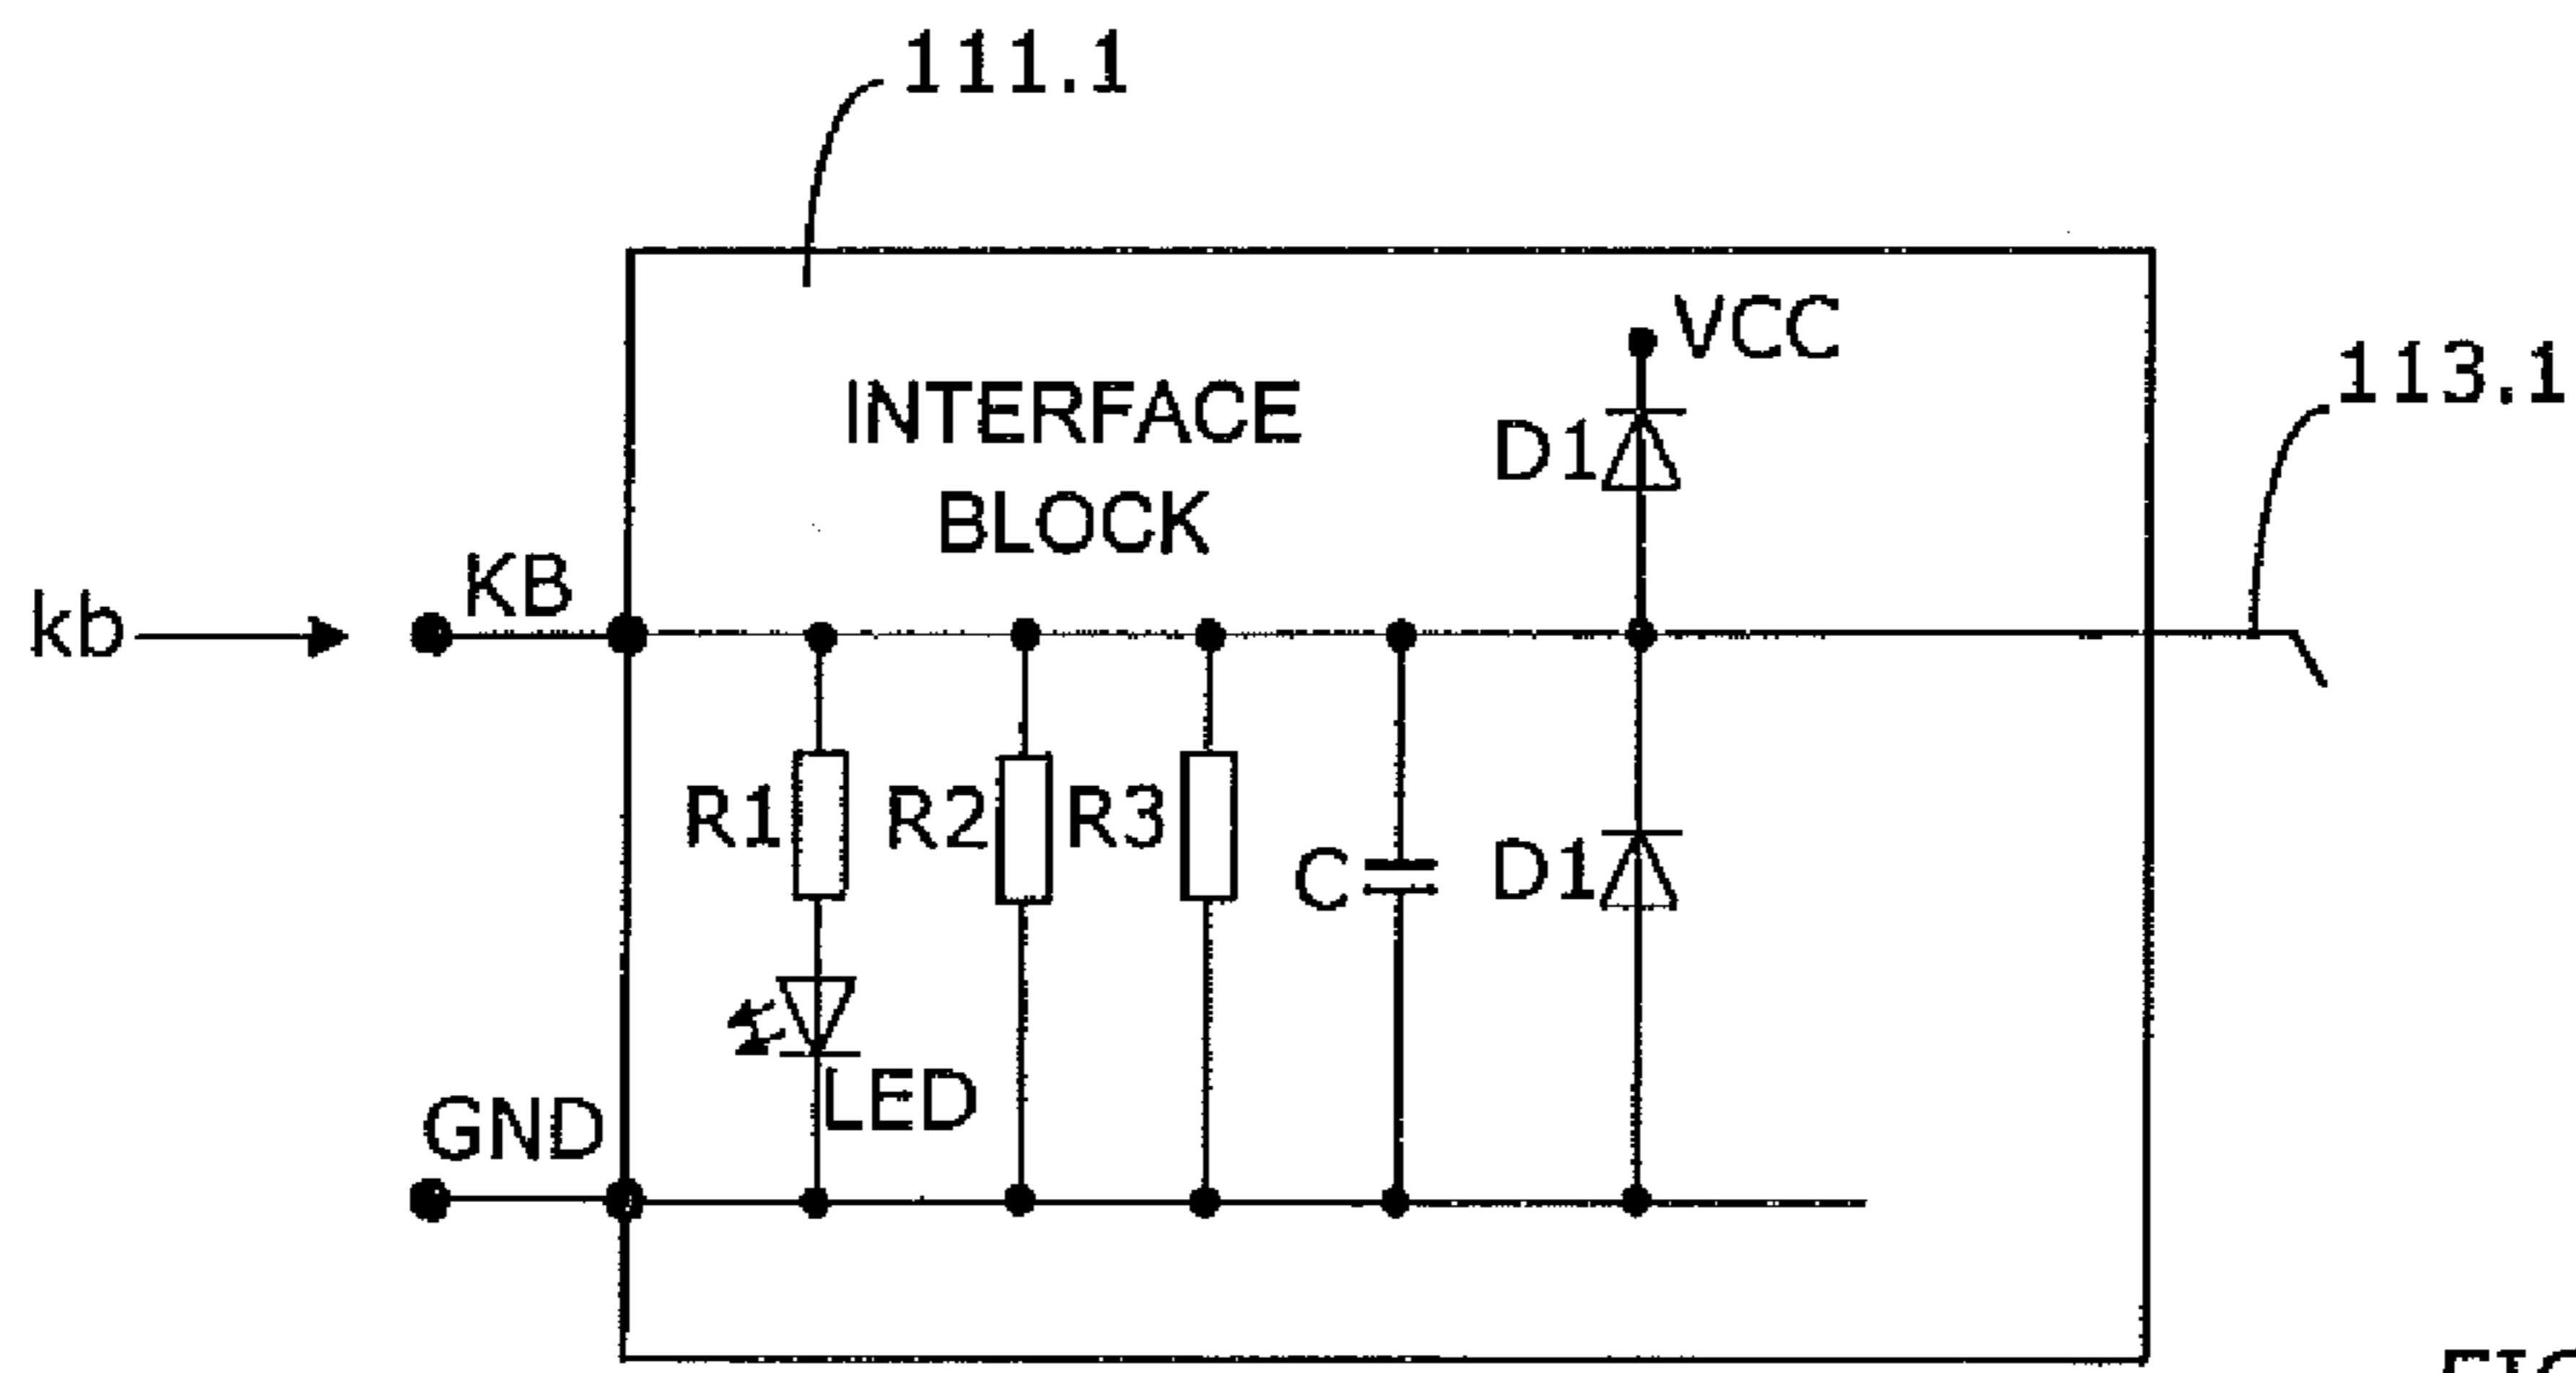 111.1
VCC
113.1
INTERFACE
BLOCK
D1
KB
kb
R1
R2
R3
C
D1
LED
GND